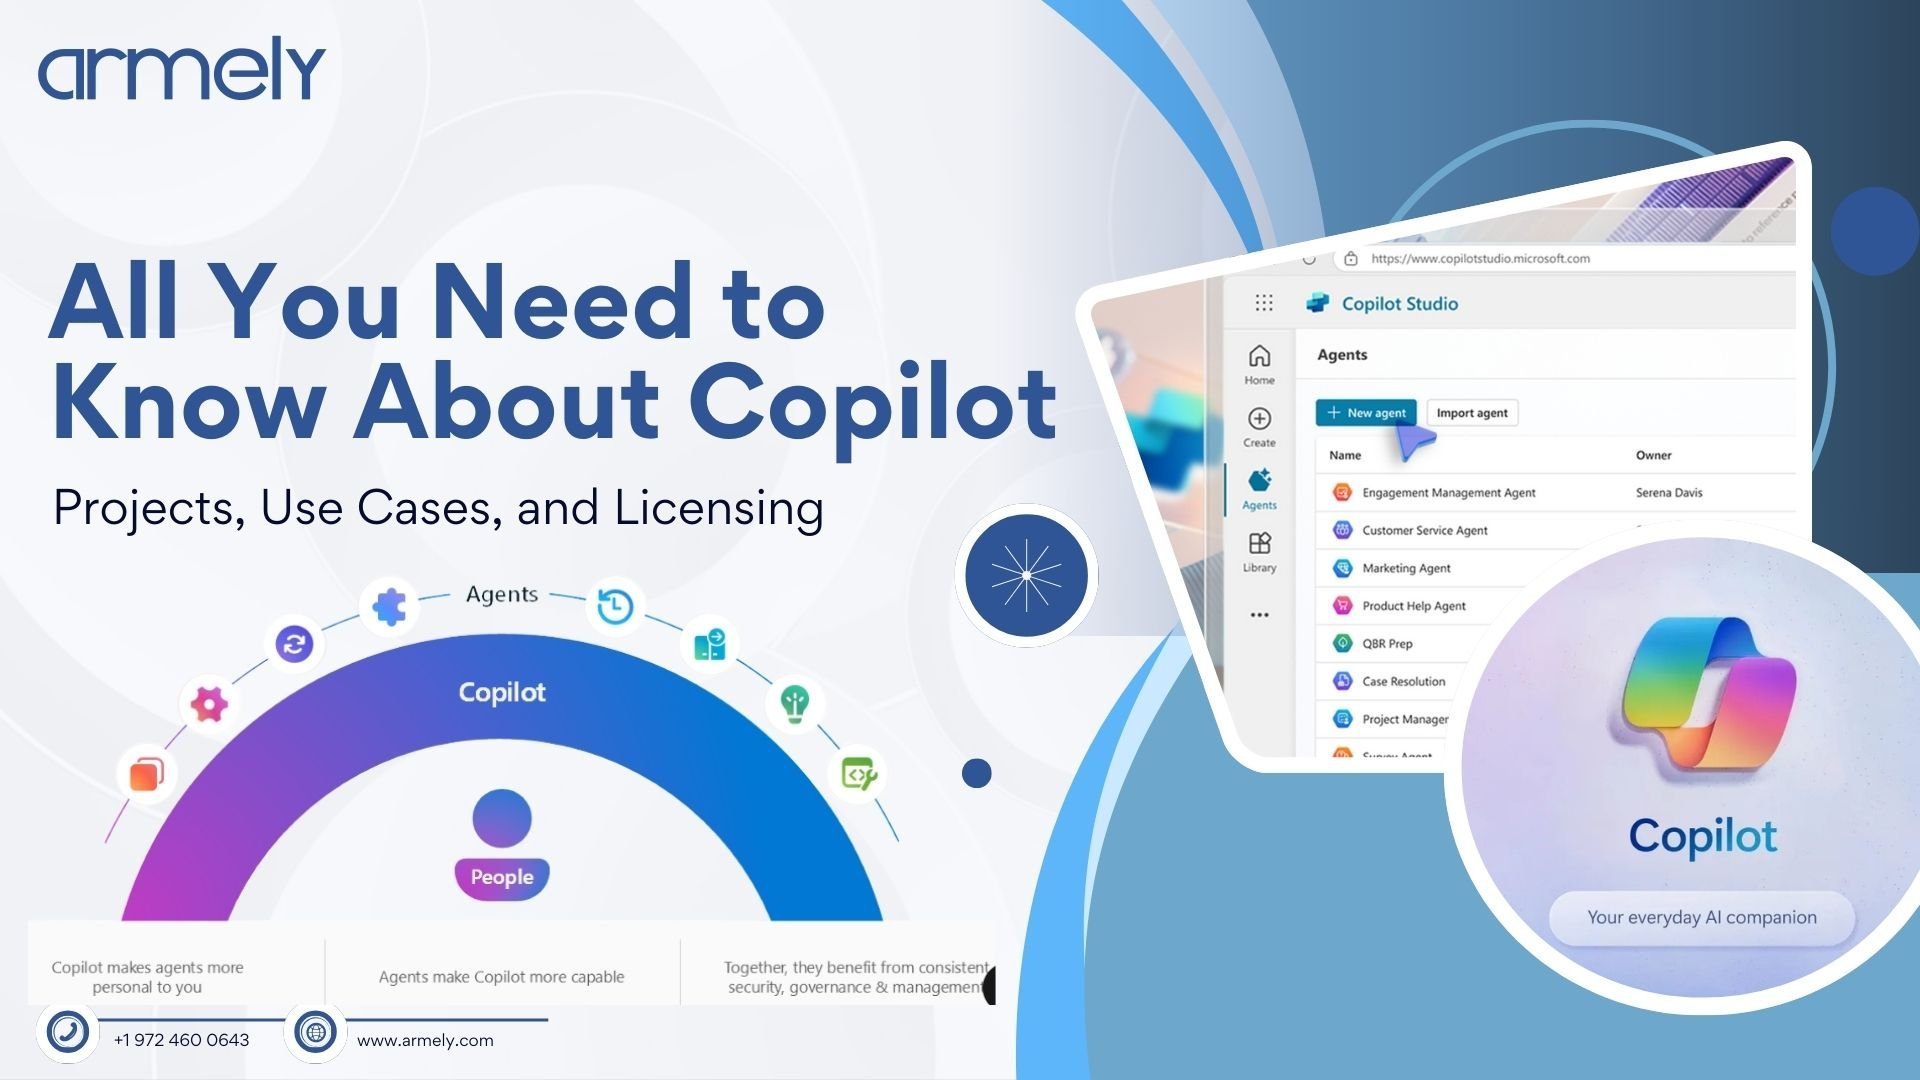 armely
All You Need to
Know About Copilot
Projects, Use Cases, and Licensing
Agents
Copilot
People
Copilot makes agents more
personal to you
Agents make Copilot more capable
Together, they benefit from consistent
security, governance & management
+1 972 460 0643
www.armely.com
to reference
https://www.copilotstudio.microsoft.com
Copilot Studio
Home
Create
Agents
Library
Agents
New agent
Import agent
Name
Owner
Engagement Management Agent
Serena Davis
Customer Service Agent
Marketing Agent
Product Help Agent
QBR Prep
Case Resolution
Project Manager
Survey Agent
Copilot
Your everyday AI companion